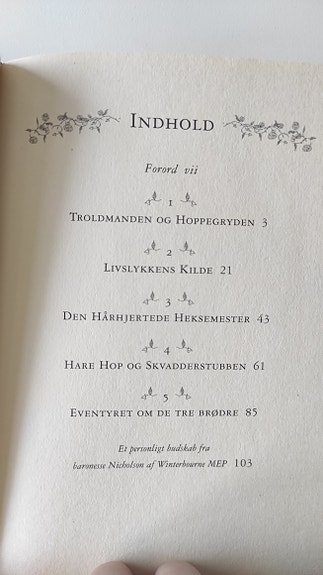 INDHOLD
Forord vii
1
TROLDMANDEN OG HOPPEGRYDEN 3
2
LIVSLYKKENS KILDE 21
3
DEN HÅRHJERTEDE HEKSEMESTER 43
4
HARE HOP OG SKVADDERSTUBBEN 61
5
EVENTYRET OM DE TRE BRØDRE 85
Et personligt budskab fra
baronesse Nicholson af Winterbourne MEP 103